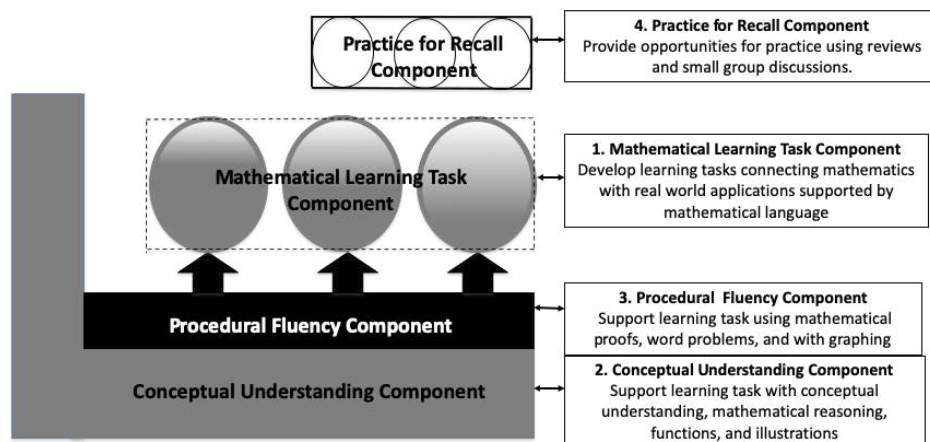 Practice for Recall
Component
4. Practice for Recall Component
Provide opportunities for practice using reviews
and small group discussions.
Mathematical Learning Task
Component
1. Mathematical Learning Task Component
Develop learning tasks connecting mathematics
with real world applications supported by
mathematical language
Procedural Fluency Component
3. Procedural  Fluency Component
Support learning task using mathematical
proofs, word problems, and with graphing
Conceptual Understanding Component
2. Conceptual Understanding Component
Support learning task with conceptual
understanding, mathematical reasoning,
functions, and illustrations